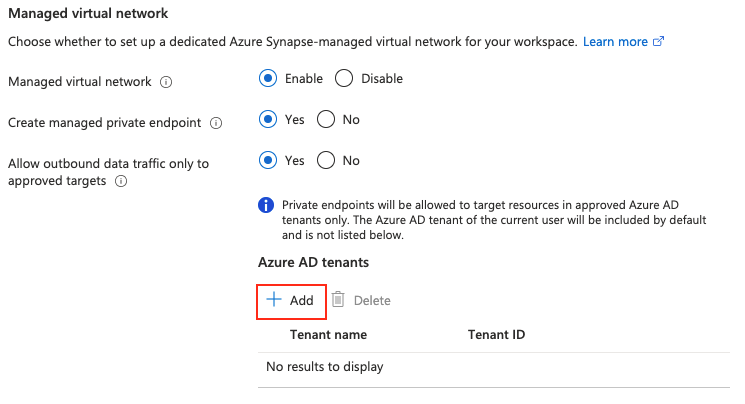 Managed virtual network
Choose whether to set up a dedicated Azure Synapse-managed virtual network for your workspace. Learn more
Managed virtual network Enable Disable
Create managed private endpoint Yes No
Allow outbound data traffic only to
approved targets Yes No
Private endpoints will be allowed to target resources in approved Azure AD
tenants only. The Azure AD tenant of the current user will be included by default
and is not listed below.
Azure AD tenants
Add Delete
Tenant name Tenant ID
No results to display